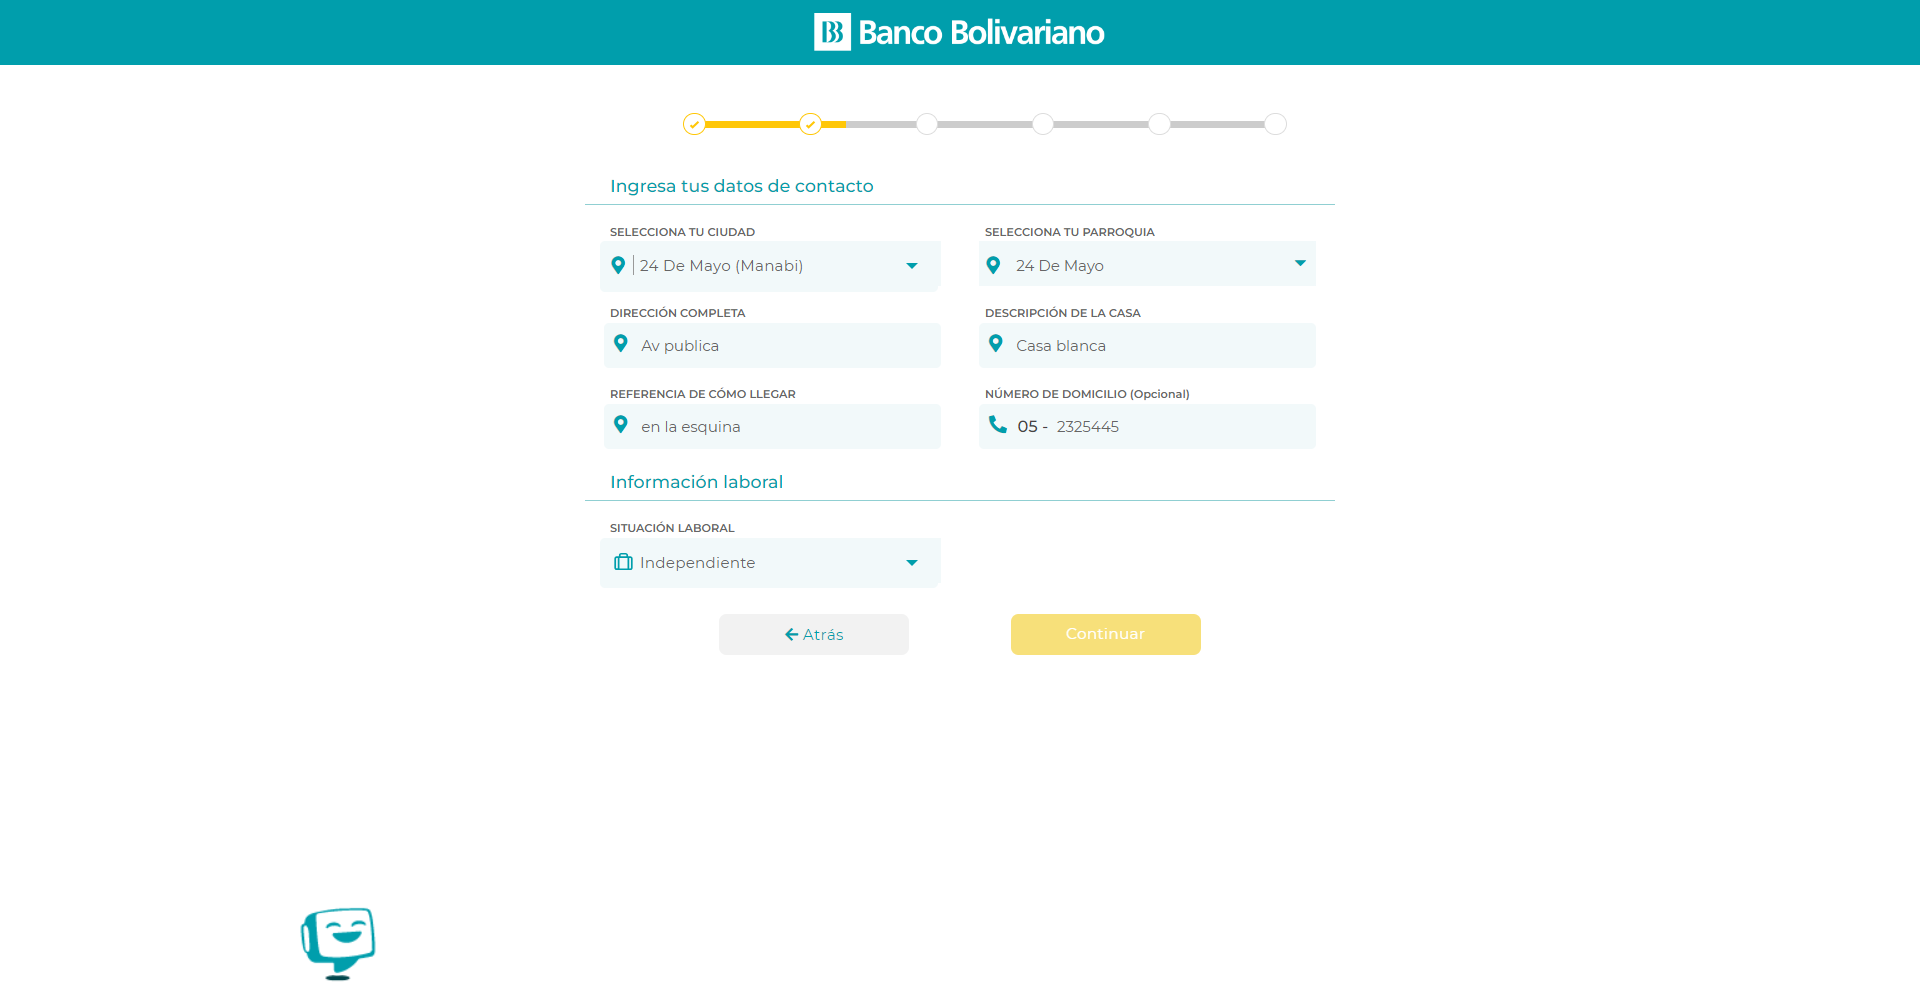 Banco Bolivariano
Ingresa tus datos de contacto
SELECCIONA TU CIUDAD
24 De Mayo (Manabi)
SELECCIONA TU PARROQUIA
24 De Mayo
DIRECCIÓN COMPLETA
Av publica
DESCRIPCIÓN DE LA CASA
Casa blanca
REFERENCIA DE CÓMO LLEGAR
en la esquina
NÚMERO DE DOMICILIO (Opcional)
05 - 2325445
Información laboral
SITUACIÓN LABORAL
Independiente
Atrás
Continuar